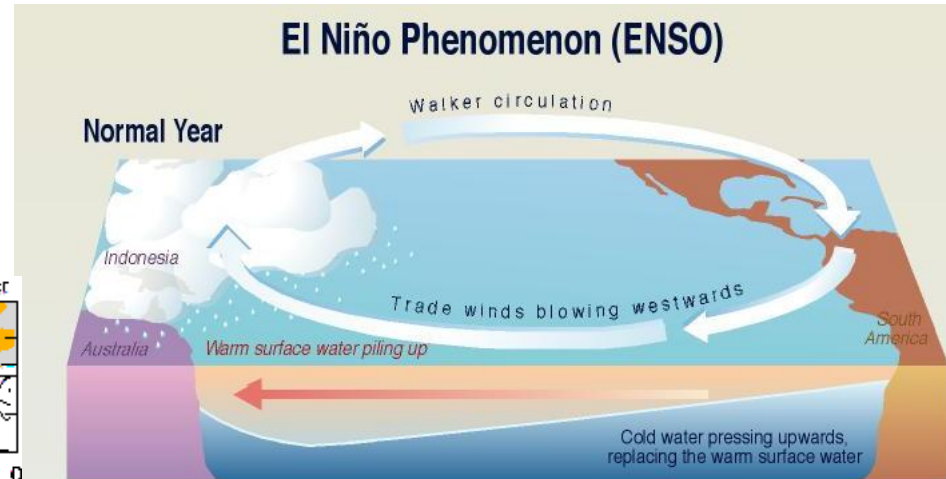 El Niño Phenomenon (ENSO)
Walker circulation
Normal Year
Indonesia
Trade winds blowing westwards
South
America
Australia
Warm surface water piling up
Cold water pressing upwards,
replacing the warm surface water